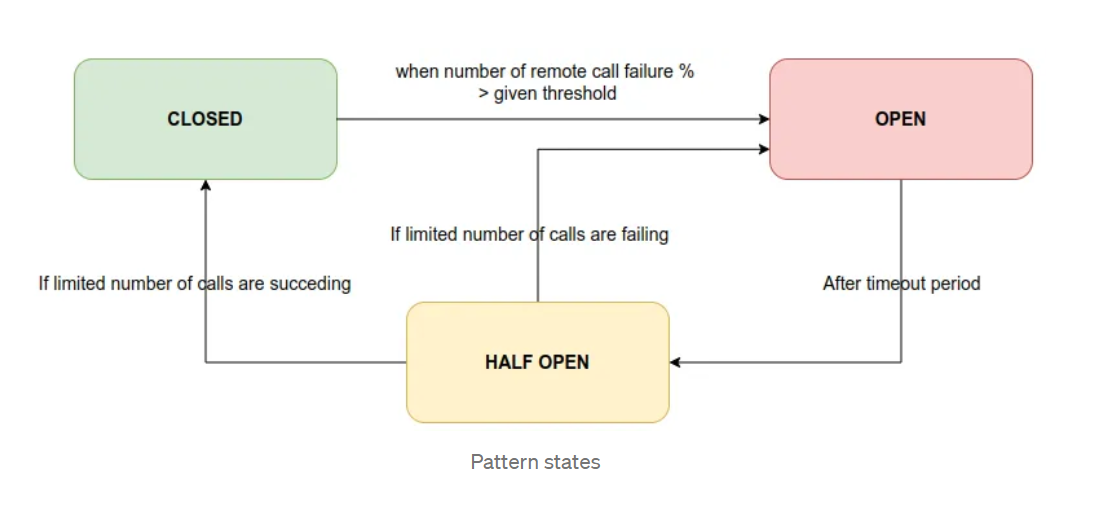 when number of remote call failure %
> given threshold
CLOSED
OPEN
If limited number of calls are failing
If limited number of calls are succeding
After timeout period
HALF OPEN
Pattern states